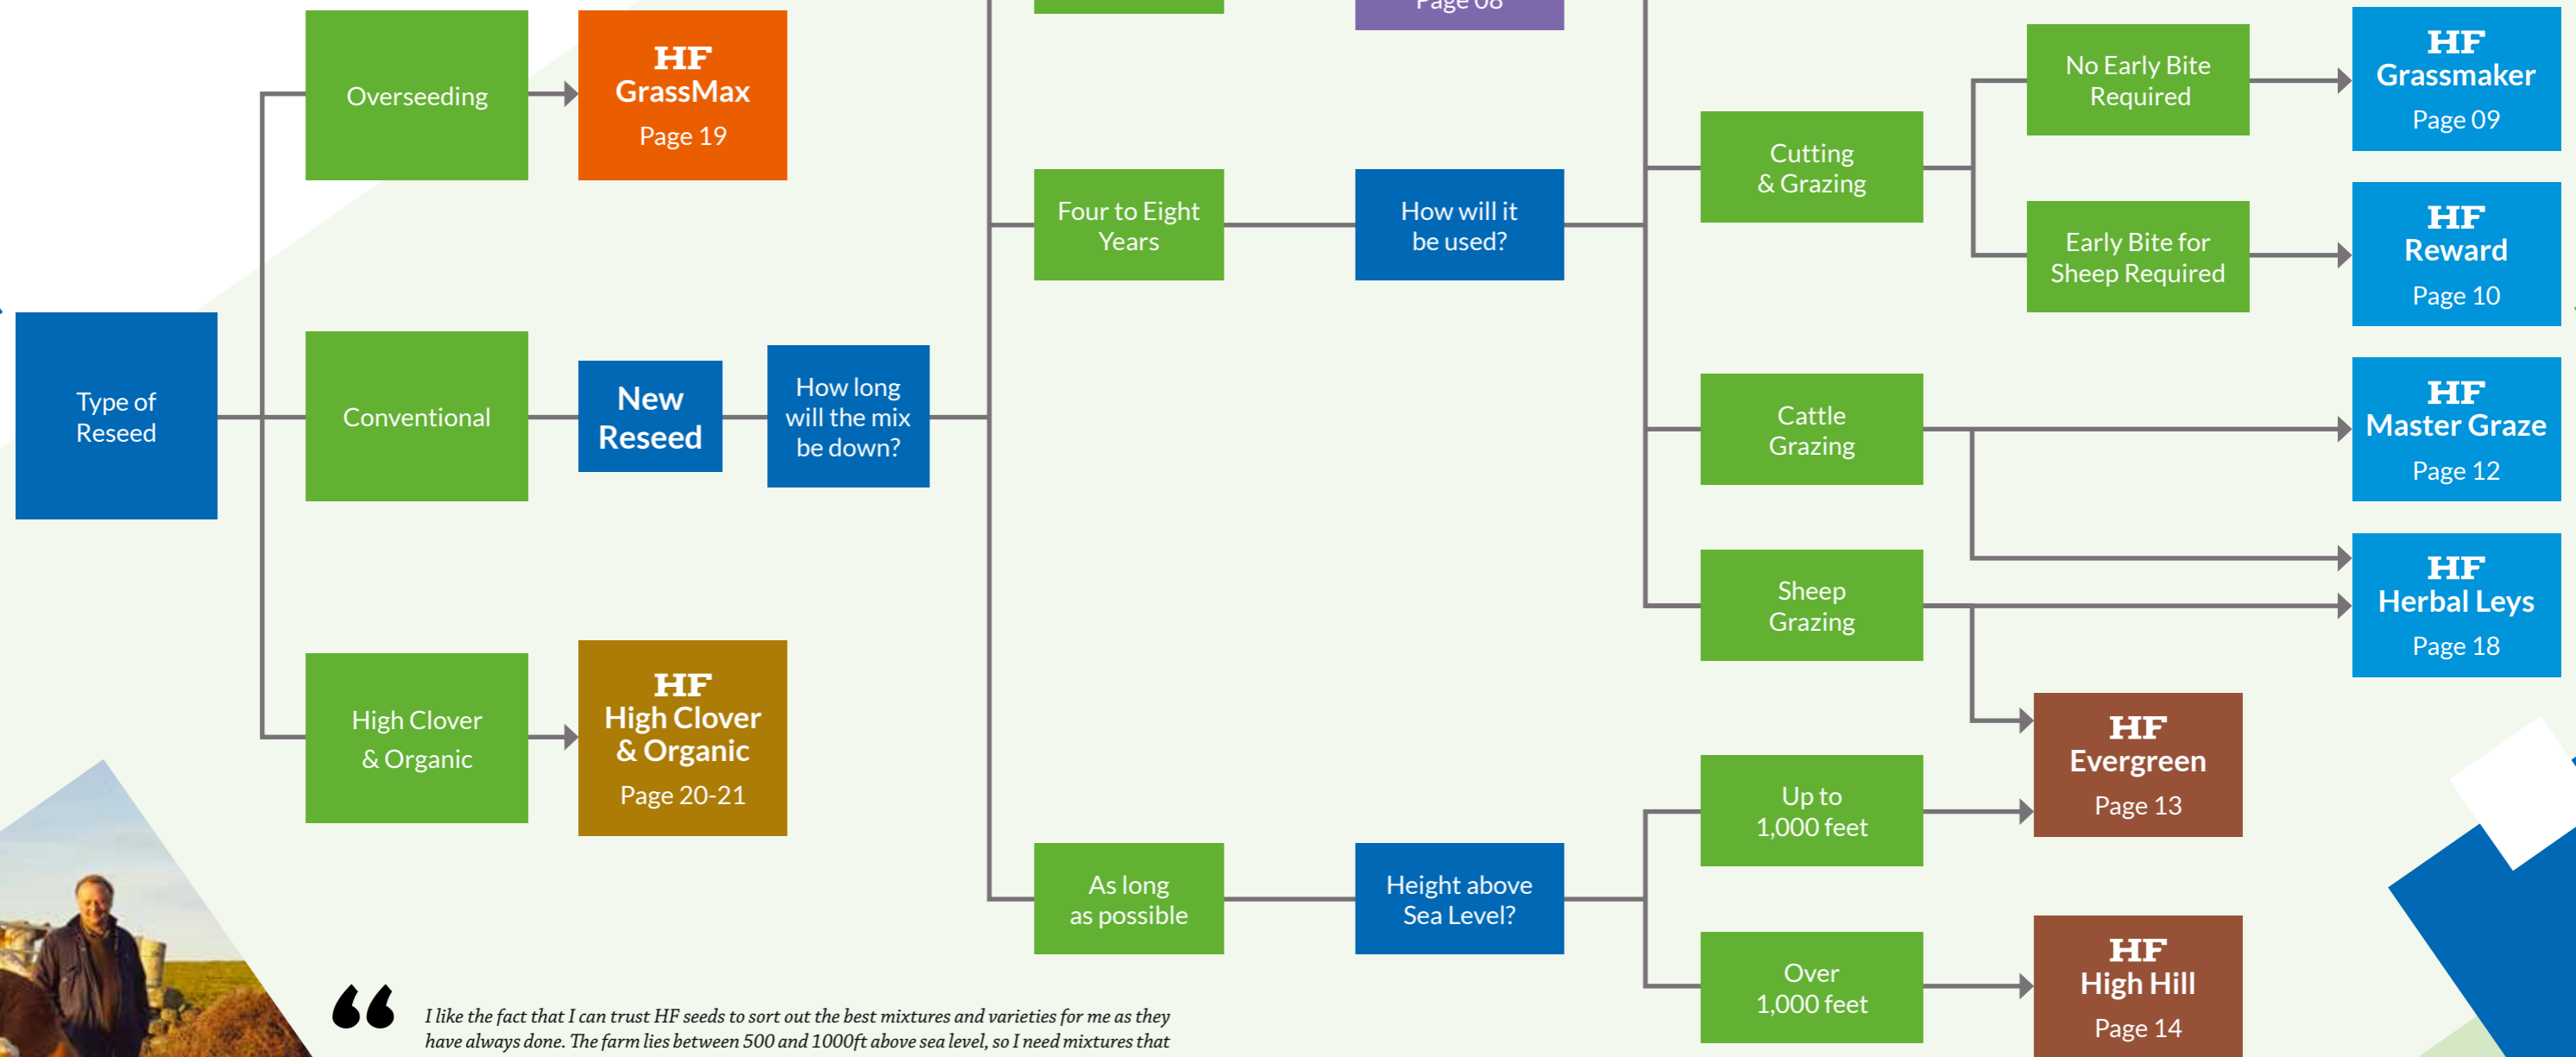 Page 08
Overseeding
HF
GrassMax
Page 19
No Early Bite
Required
HF
Grassmaker
Page 09
Cutting
& Grazing
Four to Eight
Years
How will it
be used?
Early Bite for
Sheep Required
HF
Reward
Page 10
Type of
Reseed
Conventional
New
Reseed
How long
will the mix
be down?
Cattle
Grazing
HF
Master Graze
Page 12
Sheep
Grazing
HF
Herbal Leys
Page 18
High Clover
& Organic
HF
High Clover
& Organic
Page 20-21
HF
Evergreen
Page 13
Up to
1,000 feet
As long
as possible
Height above
Sea Level?
Over
1,000 feet
HF
High Hill
Page 14
“ I like the fact that I can trust HF seeds to sort out the best mixtures and varieties for me as they
have always done. The farm lies between 500 and 1000ft above sea level, so I need mixtures that